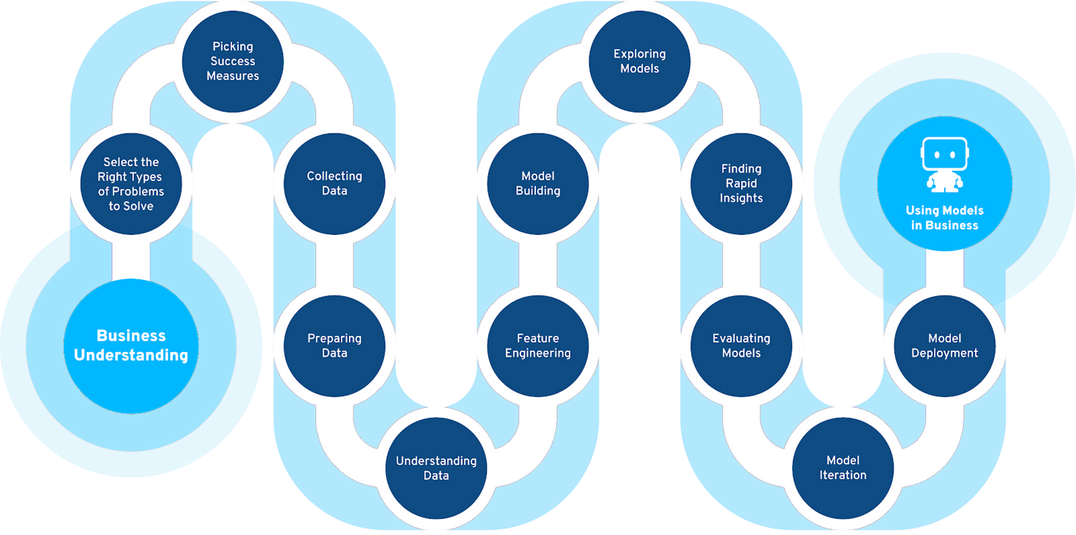 Business
Understanding
Select the
Right Types
of Problems
to Solve
Picking
Success
Measures
Collecting
Data
Preparing
Data
Understanding
Data
Feature
Engineering
Model
Building
Exploring
Models
Finding
Rapid
Insights
Evaluating
Models
Model
Iteration
Model
Deployment
Using Models
in Business